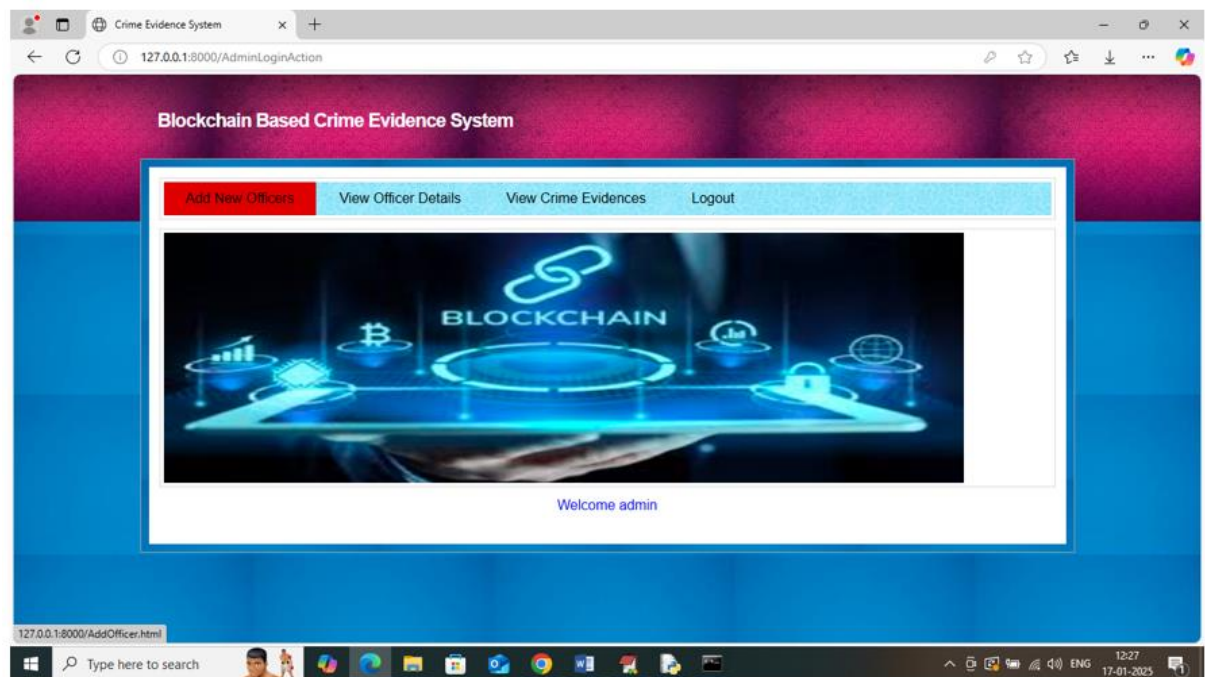 Crime Evidence System
127.0.0.1:8000/AdminLoginAction
Blockchain Based Crime Evidence System
Add New Officers View Officer Details View Crime Evidences Logout
BLOCKCHAIN
Welcome admin
127.0.0.1:8000/AddOfficer.html
Type here to search
ENG
12:27
17-01-2025